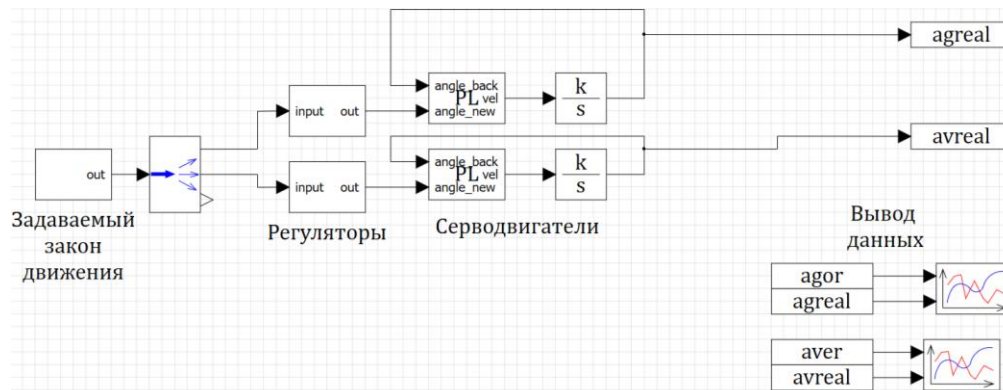 agreal
angle_back
PL vel
angle_new
k
s
input out
avreal
angle_back
PL vel
angle_new
k
s
out
input out
Задаваемый
закон
движения
Регуляторы
Серводвигатели
Вывод
данных
agor
agreal
aver
avreal